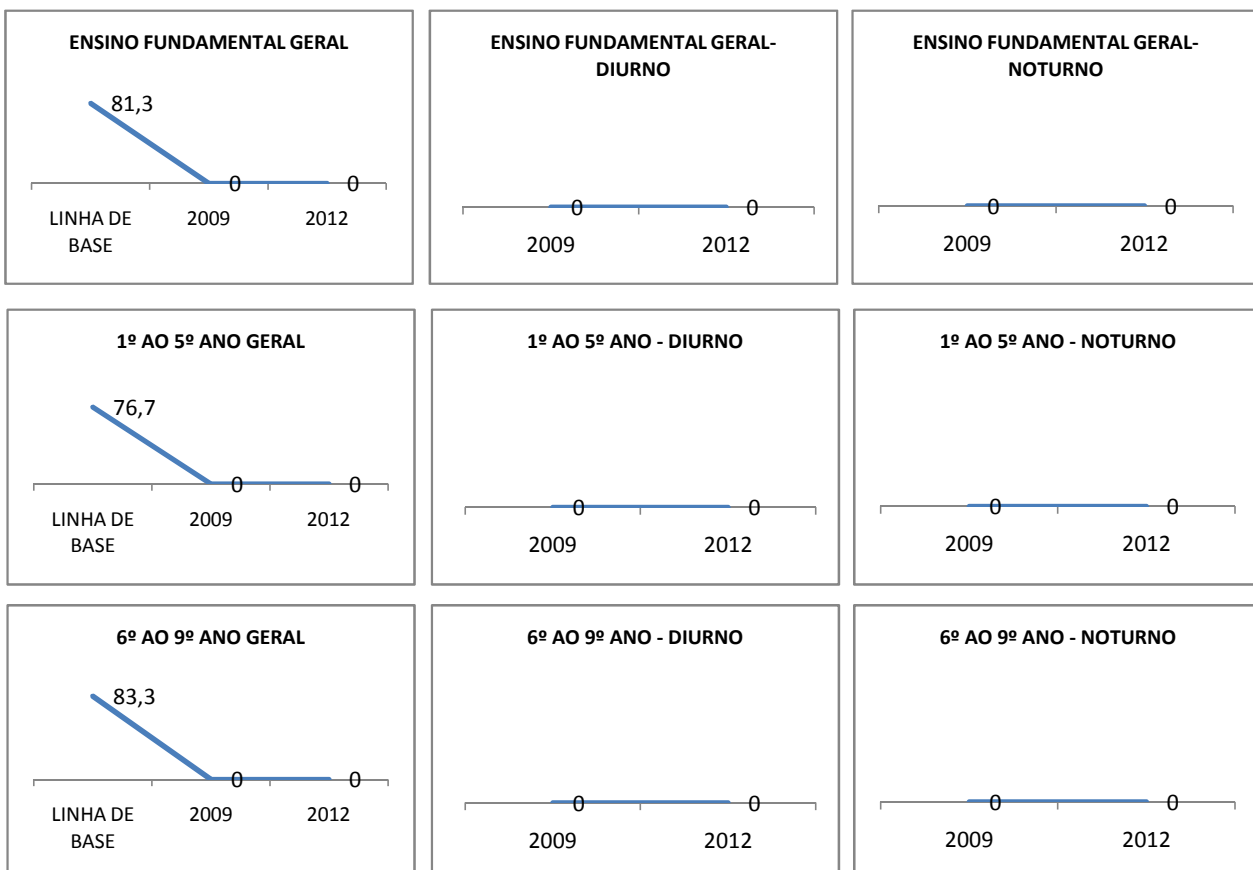 ENSINO FUNDAMENTAL GERAL
81,3
0
0
LINHA DE
BASE
2009
2012
ENSINO FUNDAMENTAL GERAL-
DIURNO
0
0
2009
2012
ENSINO FUNDAMENTAL GERAL-
NOTURNO
0
0
2009
2012
1º AO 5º ANO GERAL
76,7
0
0
LINHA DE
BASE
2009
2012
1º AO 5º ANO - DIURNO
0
0
2009
2012
1º AO 5º ANO - NOTURNO
0
0
2009
2012
6º AO 9º ANO GERAL
83,3
0
0
LINHA DE
BASE
2009
2012
6º AO 9º ANO - DIURNO
0
0
2009
2012
6º AO 9º ANO - NOTURNO
0
0
2009
2012